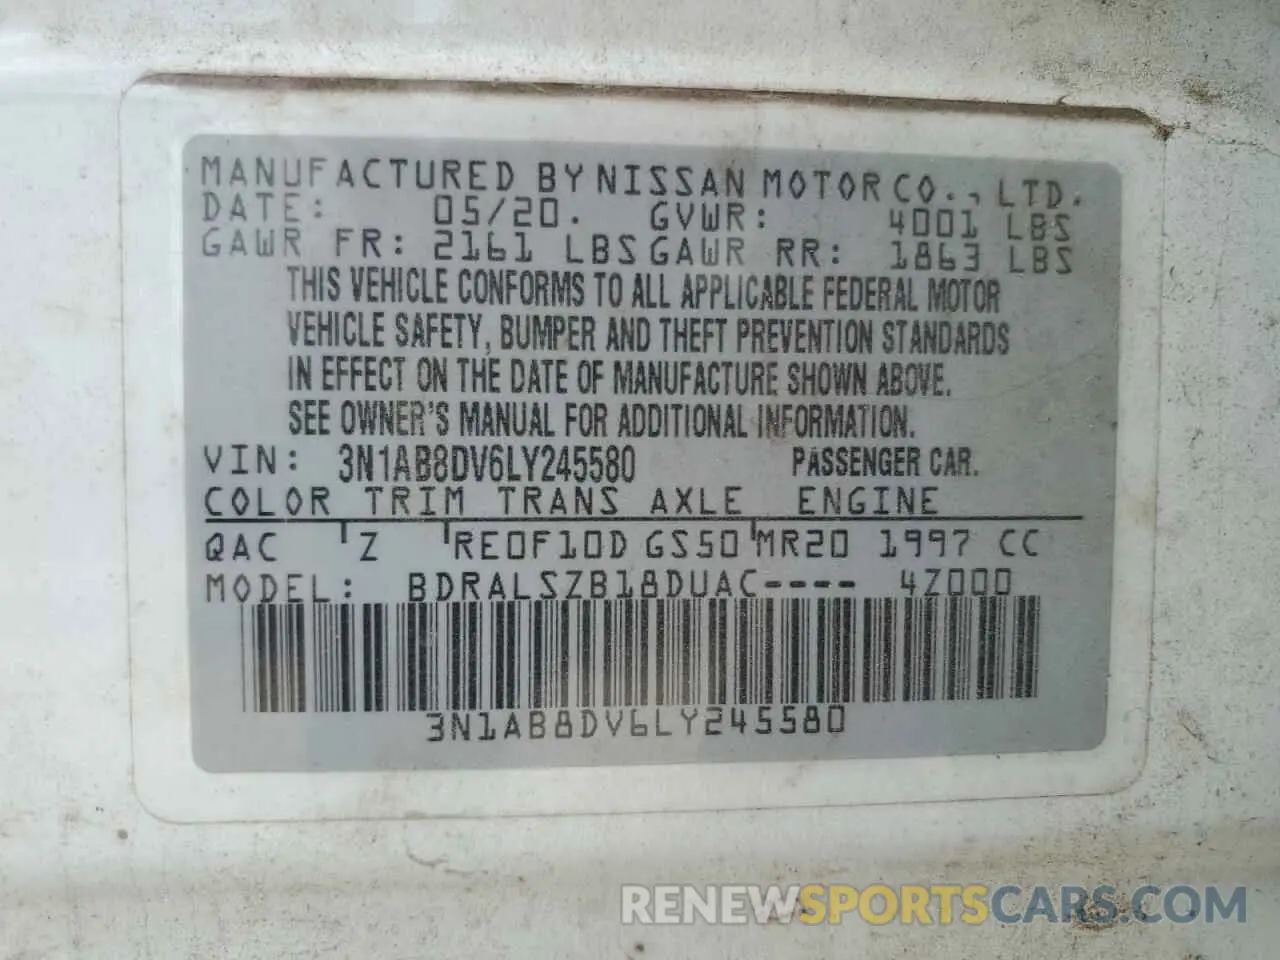 MANUFACTURED BY NISSAN MOTOR CO., LTD.
DATE: 05/20. GVWR: 4001 LBS
GAWR FR: 2161 LBS GAWR RR: 1863 LBS
THIS VEHICLE CONFORMS TO ALL APPLICABLE FEDERAL MOTOR
VEHICLE SAFETY, BUMPER AND THEFT PREVENTION STANDARDS
IN EFFECT ON THE DATE OF MANUFACTURE SHOWN ABOVE.
SEE OWNER'S MANUAL FOR ADDITIONAL INFORMATION.
VIN: 3N1AB8DV6LY245580 PASSENGER CAR.
COLOR TRIM TRANS AXLE ENGINE
QAC Z RE0F10D GS50 MR20 1997 CC
MODEL: BDRALSZB18DUAC---- 4Z000
3N1AB8DV6LY245580
RENEWSPORTSCARS.COM